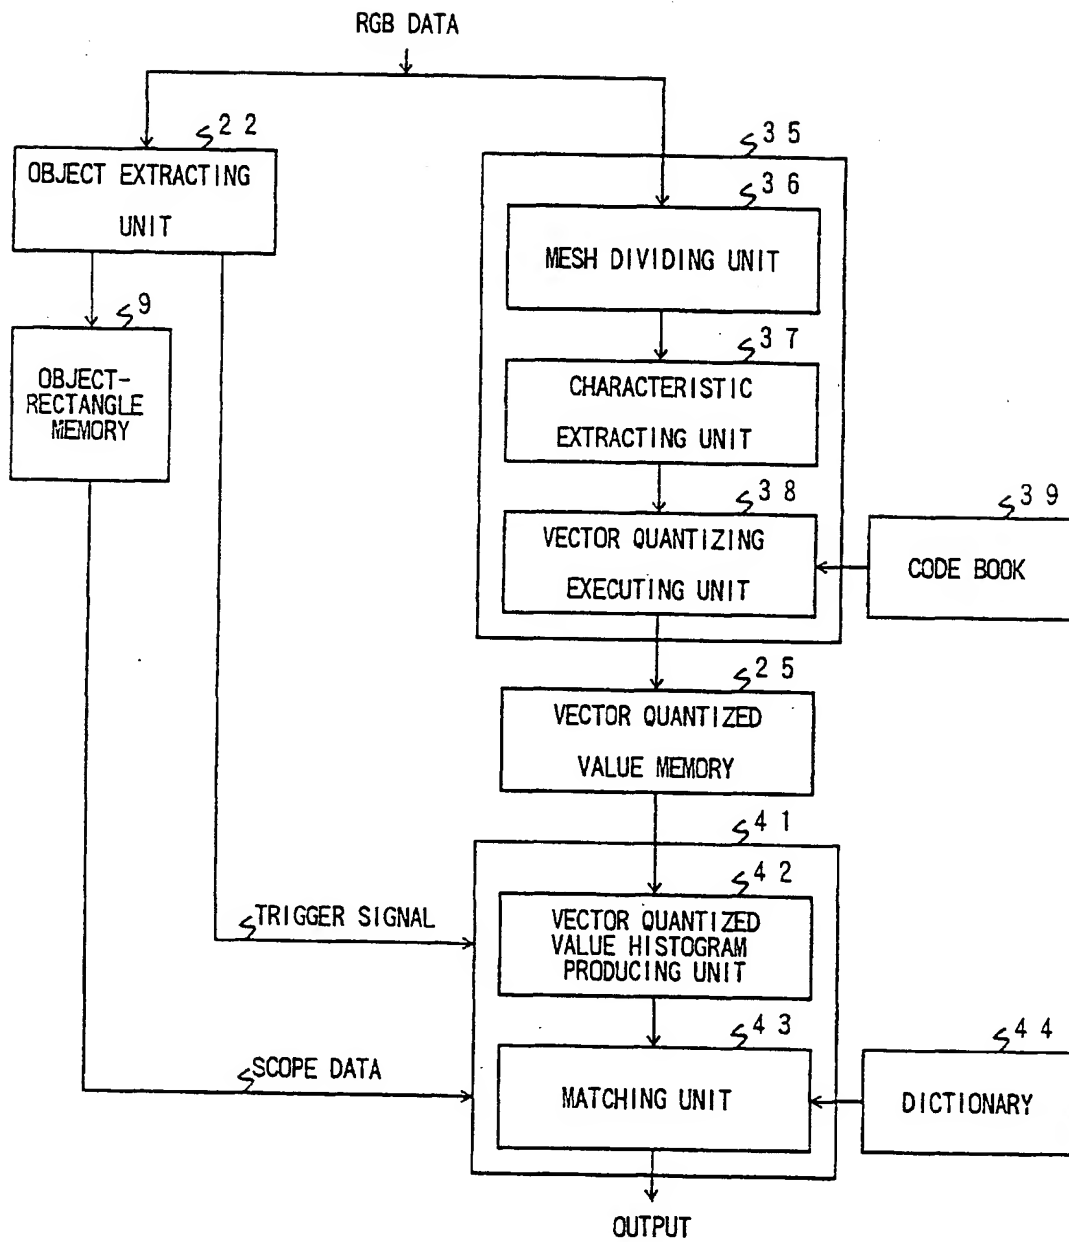 RGB DATA
22
OBJECT EXTRACTING
UNIT
35
36
MESH DIVIDING UNIT
9
OBJECT-
RECTANGLE
MEMORY
37
CHARACTERISTIC
EXTRACTING UNIT
38
VECTOR QUANTIZING
EXECUTING UNIT
39
CODE BOOK
25
VECTOR QUANTIZED
VALUE MEMORY
41
42
VECTOR QUANTIZED
VALUE HISTOGRAM
PRODUCING UNIT
TRIGGER SIGNAL
43
MATCHING UNIT
44
DICTIONARY
SCOPE DATA
OUTPUT